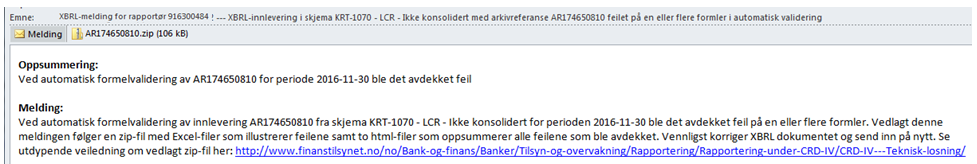 Emne: XBRL-melding for rapportør 916300484 ! --- XBRL-innlevering i skjema KRT-1070 - LCR - Ikke konsolidert med arkivreferanse AR174650810 feilet på en eller flere formler i automatisk validering
Melding AR174650810.zip (106 kB)
Oppsummering:
Ved automatisk formelvalidering av AR174650810 for periode 2016-11-30 ble det avdekket feil
Melding:
Ved automatisk formelvalidering av innlevering AR174650810 fra skjema KRT-1070 - LCR - Ikke konsolidert for perioden 2016-11-30 ble det avdekket feil på en eller flere formler. Vedlagt denne
meldingen følger en zip-fil med Excel-filer som illustrerer feilene samt to html-filer som oppsummerer alle feilene som ble avdekket. Vennligst korriger XBRL dokumentet og send inn på nytt. Se
utdypende veiledning om vedlagt zip-fil her: http://www.finanstilsynet.no/no/Bank-og-finans/Banker/Tilsyn-og-overvakning/Rapportering/Rapportering-under-CRD-IV/CRD-IV---Teknisk-losning/